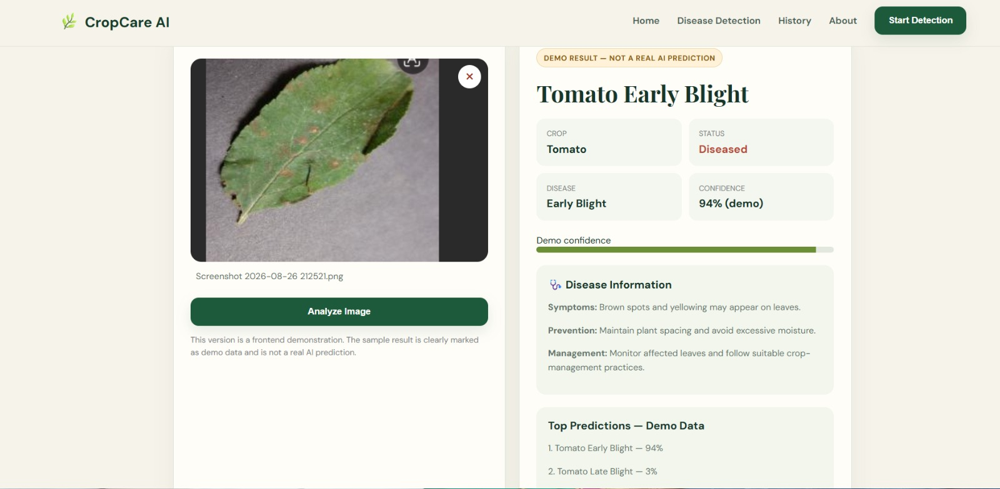 CropCare AI
Home
Disease Detection
History
About
Start Detection
Screenshot 2026-08-26 212521.png
Analyze Image
This version is a frontend demonstration. The sample result is clearly marked
as demo data and is not a real AI prediction.
DEMO RESULT — NOT A REAL AI PREDICTION
Tomato Early Blight
CROP
Tomato
STATUS
Diseased
DISEASE
Early Blight
CONFIDENCE
94% (demo)
Demo confidence
Disease Information
Symptoms: Brown spots and yellowing may appear on leaves.
Prevention: Maintain plant spacing and avoid excessive moisture.
Management: Monitor affected leaves and follow suitable crop-
management practices.
Top Predictions — Demo Data
1. Tomato Early Blight — 94%
2. Tomato Late Blight — 3%